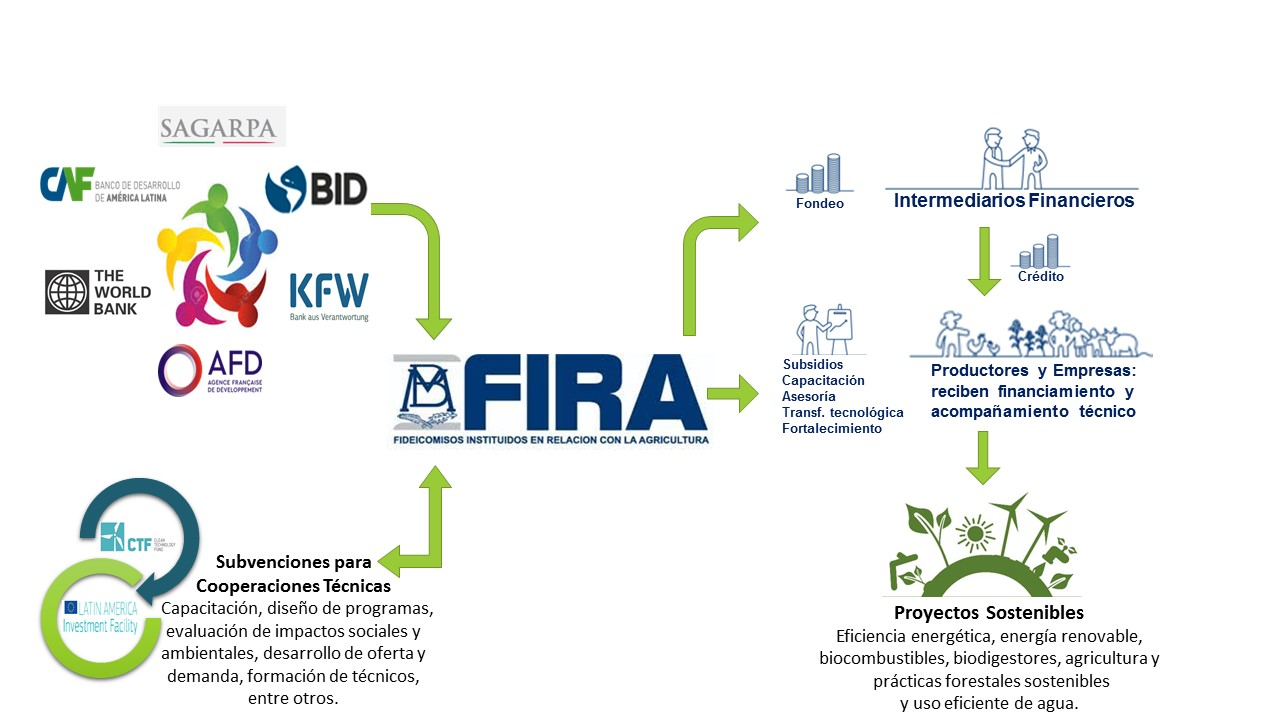 SAGARPA
CAF BANCO DE DESARROLLO
DE AMÉRICA LATINA
BID
THE
WORLD
BANK
KFW
Bank aus Verantwortung
AFD
AGENCE FRANÇAISE
DE DÉVELOPPEMENT
FIRA
FIDEICOMISOS INSTITUIDOS EN RELACION CON LA AGRICULTURA
CTF CLEAN
TECHNOLOGY
FUND
LATIN AMERICA
Investment Facility
Subvenciones para
Cooperaciones Técnicas
Capacitación, diseño de programas,
evaluación de impactos sociales y
ambientales, desarrollo de oferta y
demanda, formación de técnicos,
entre otros.
Fondeo
Intermediarios Financieros
Crédito
Subsidios
Capacitación
Asesoría
Transf. tecnológica
Fortalecimiento
Productores y Empresas:
reciben financiamiento y
acompañamiento técnico
Proyectos Sostenibles
Eficiencia energética, energía renovable,
biocombustibles, biodigestores, agricultura y
prácticas forestales sostenibles
y uso eficiente de agua.